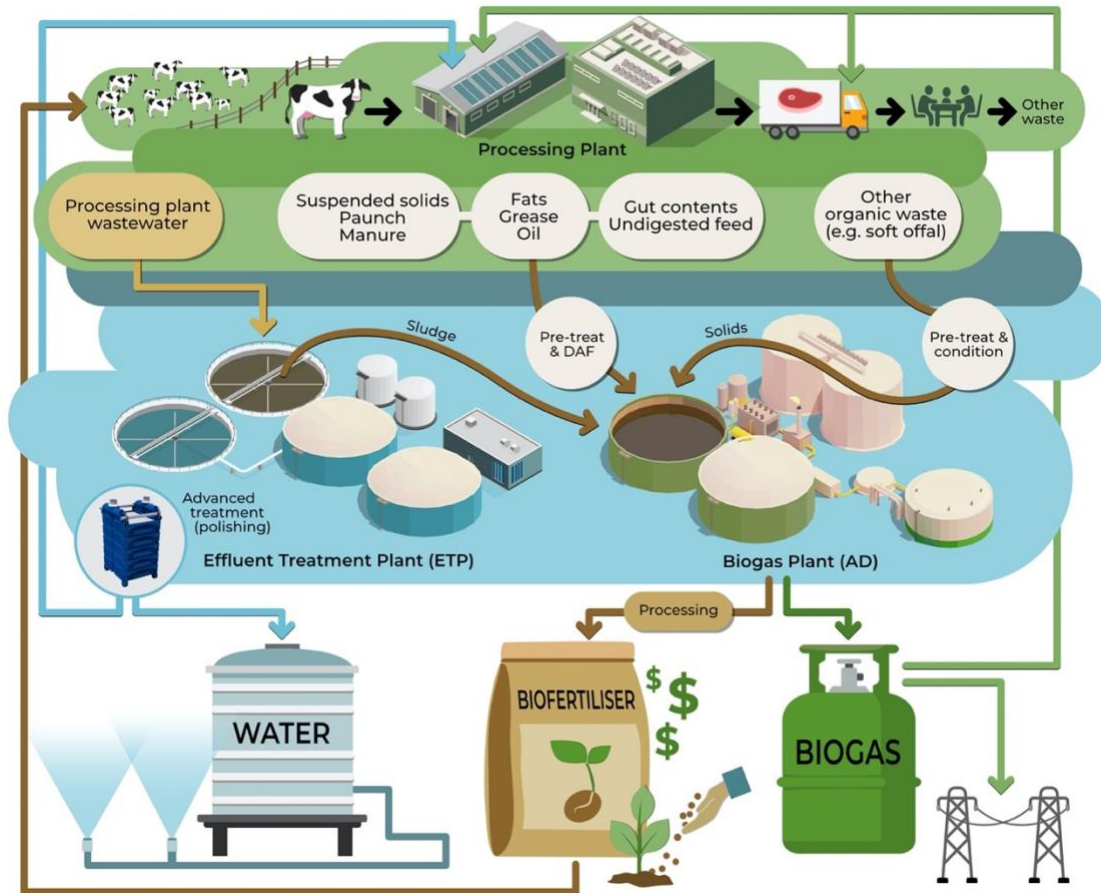 Other
waste
Processing Plant
Processing plant
wastewater
Suspended solids
Paunch
Manure
Fats
Grease
Oil
Gut contents
Undigested feed
Other
organic waste
(e.g. soft offal)
Sludge
Pre-treat
& DAF
Solids
Pre-treat &
condition
Advanced
treatment
(polishing)
Effluent Treatment Plant (ETP)
Biogas Plant (AD)
Processing
WATER
BIOFERTILISER
$
$
$
BIOGAS